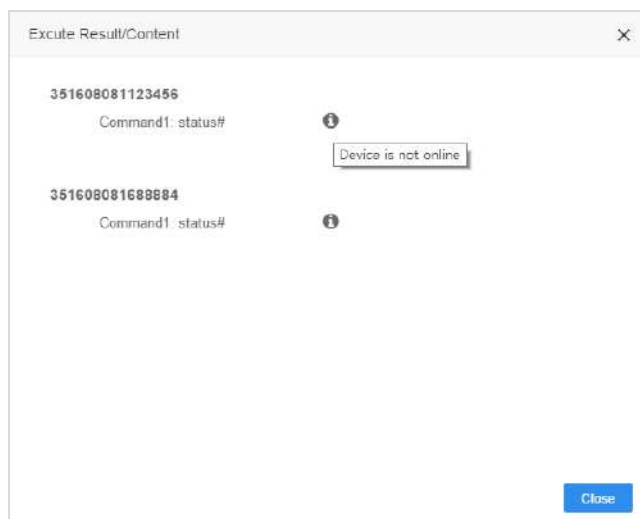 Excute Result/Content
351608081123456
Command1: status#
Device is not online
351608081688884
Command1: status#
Close